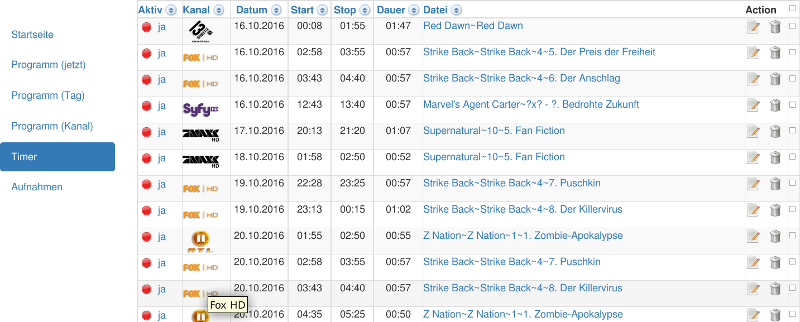 Aktiv Kanal Datum Start Stop Dauer Datei Action
Startseite
Programm (jetzt)
Programm (Tag)
Programm (Kanal)
Timer
Aufnahmen
ja 16.10.2016 00:08 01:55 01:47 Red Dawn~Red Dawn
ja FOX HD 16.10.2016 02:58 03:55 00:57 Strike Back~Strike Back~4~5. Der Preis der Freiheit
ja FOX HD 16.10.2016 03:43 04:40 00:57 Strike Back~Strike Back~4~6. Der Anschlag
ja Syfy HD 16.10.2016 12:43 13:40 00:57 Marvel's Agent Carter~?x? - ?. Bedrohte Zukunft
ja MAXX HD 17.10.2016 20:13 21:20 01:07 Supernatural~10~5. Fan Fiction
ja MAXX HD 18.10.2016 01:58 02:50 00:52 Supernatural~10~5. Fan Fiction
ja FOX HD 19.10.2016 22:28 23:25 00:57 Strike Back~Strike Back~4~7. Puschkin
ja FOX HD 19.10.2016 23:13 00:15 01:02 Strike Back~Strike Back~4~8. Der Killervirus
ja RTL II 20.10.2016 01:55 02:50 00:55 Z Nation~Z Nation~1~1. Zombie-Apokalypse
ja FOX HD 20.10.2016 02:58 03:55 00:57 Strike Back~Strike Back~4~7. Puschkin
ja FOX HD 20.10.2016 03:43 04:40 00:57 Strike Back~Strike Back~4~8. Der Killervirus
Fox HD
ja 20.10.2016 04:35 05:25 00:50 Z Nation~Z Nation~1~1. Zombie-Apokalypse